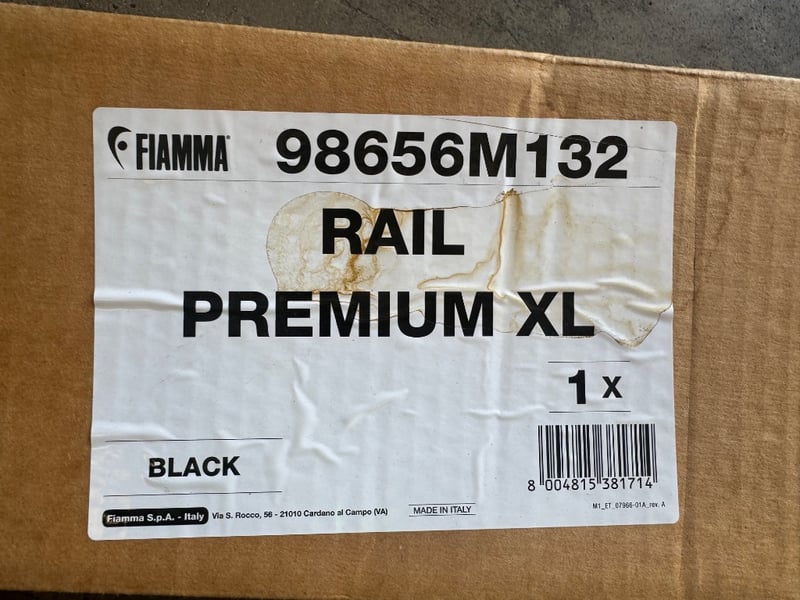 FIAMMA® 98656M132
RAIL
PREMIUM XL
1 X
BLACK
8 004815 381714
Fiamma S.p.A. - Italy Via S. Rocco, 56 - 21010 Cardano al Campo (VA) MADE IN ITALY
M1_ET_07966-01A_rev. A